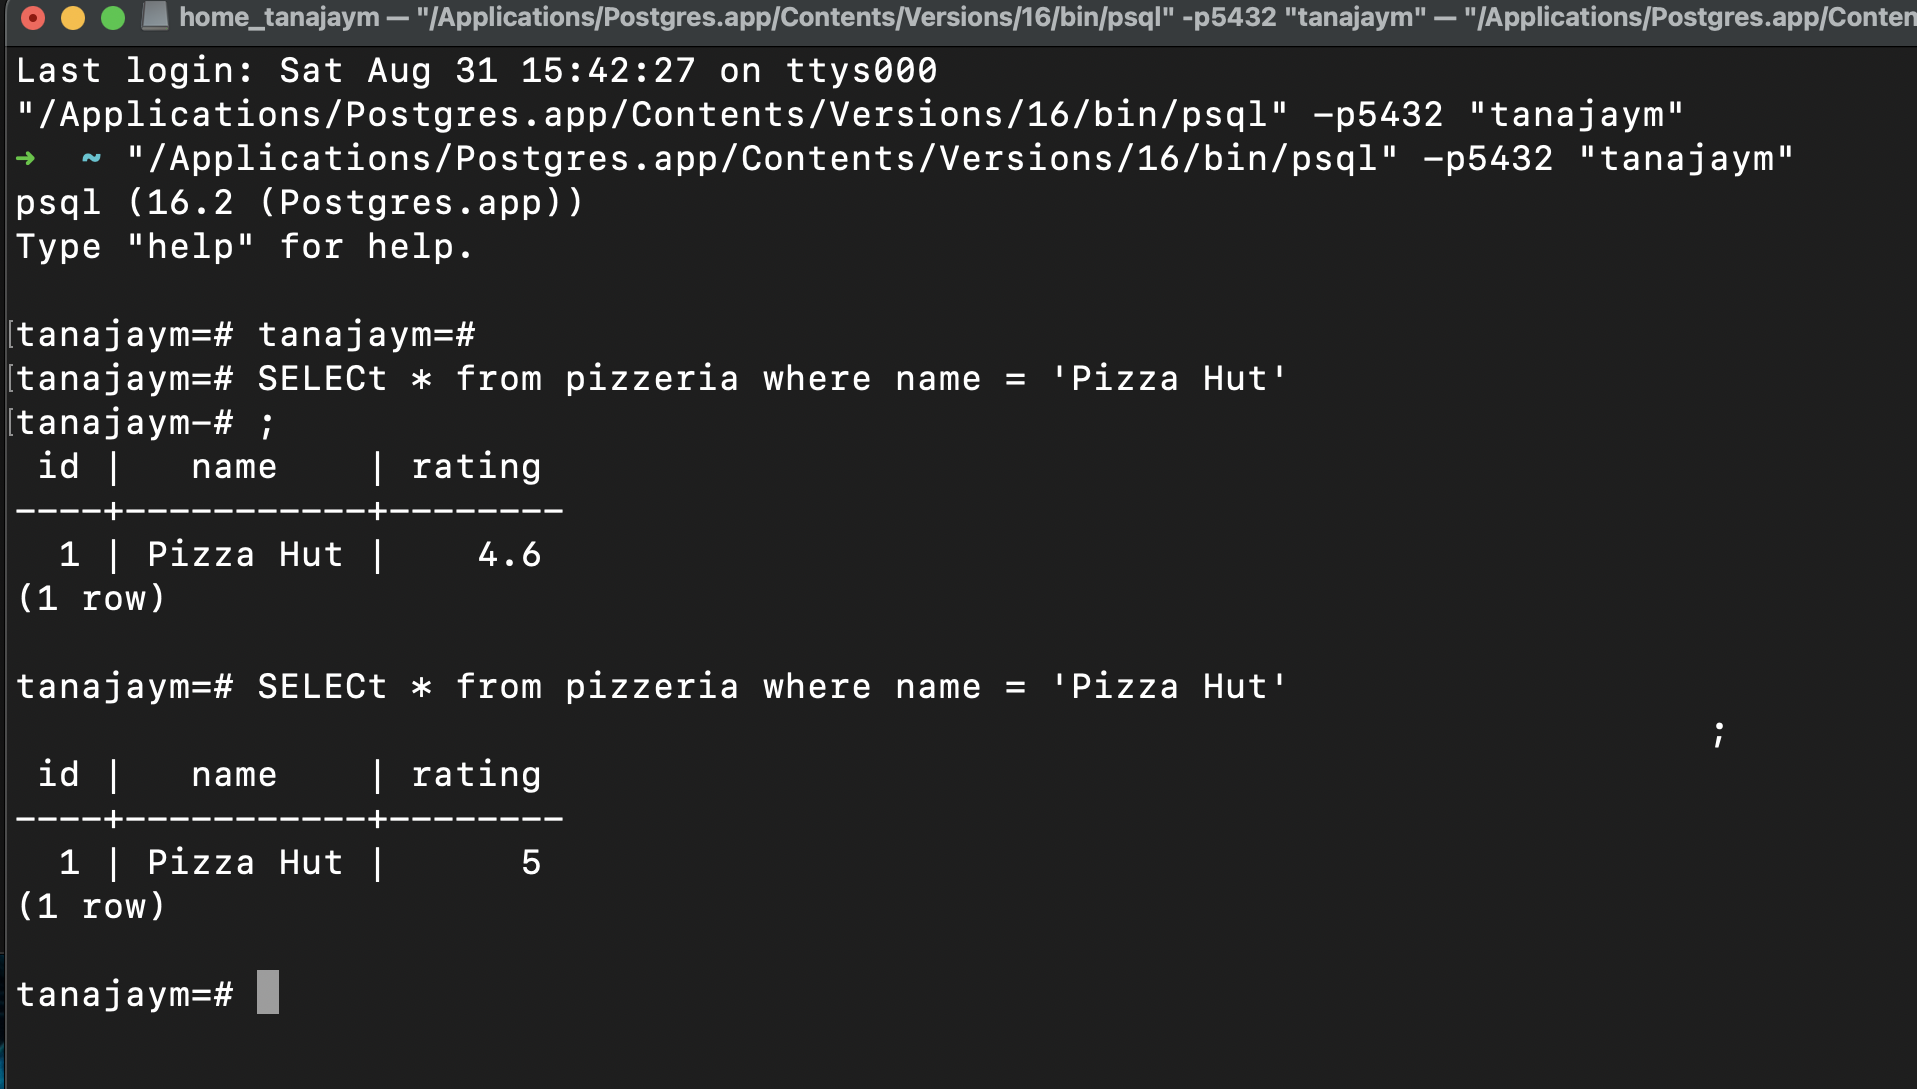 home_tanajaym — "/Applications/Postgres.app/Contents/Versions/16/bin/psql" -p5432 "tanajaym" — "/Applications/Postgres.app/Conten
Last login: Sat Aug 31 15:42:27 on ttys000
"/Applications/Postgres.app/Contents/Versions/16/bin/psql" -p5432 "tanajaym"
➜  ~ "/Applications/Postgres.app/Contents/Versions/16/bin/psql" -p5432 "tanajaym"
psql (16.2 (Postgres.app))
Type "help" for help.
[tanajaym=# tanajaym=#
[tanajaym=# SELECt * from pizzeria where name = 'Pizza Hut'
[tanajaym-# ;
 id |   name    | rating
----+-----------+--------
  1 | Pizza Hut |    4.6
(1 row)
tanajaym=# SELECt * from pizzeria where name = 'Pizza Hut'
;
 id |   name    | rating
----+-----------+--------
  1 | Pizza Hut |      5
(1 row)
tanajaym=#